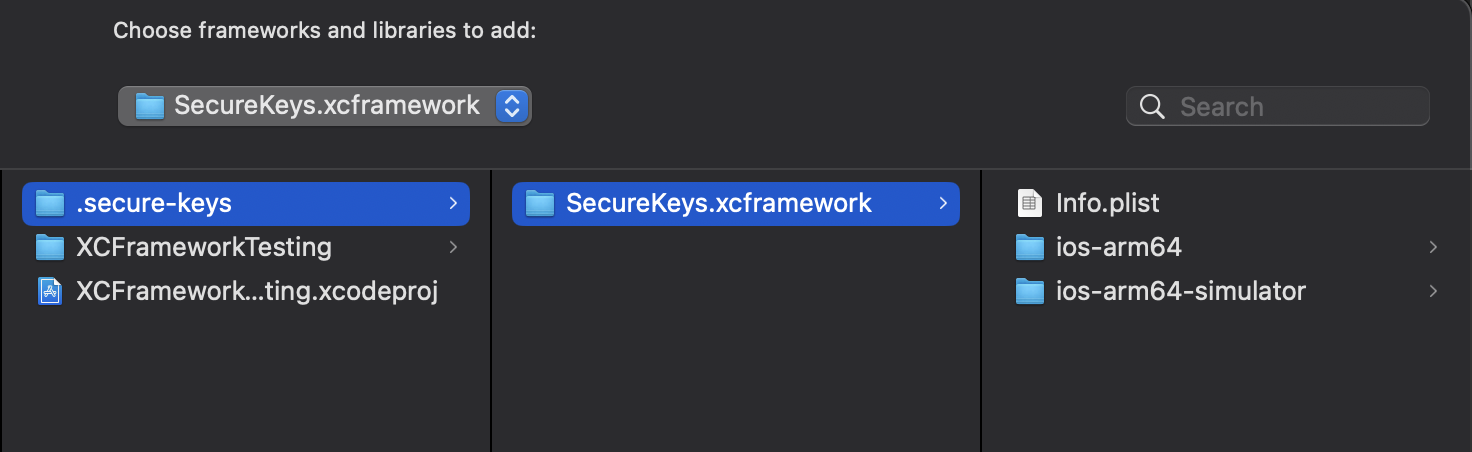 Choose frameworks and libraries to add:
SecureKeys.xcframework
Search
.secure-keys
XCFrameworkTesting
XCFramework...ting.xcodeproj
SecureKeys.xcframework
Info.plist
ios-arm64
ios-arm64-simulator